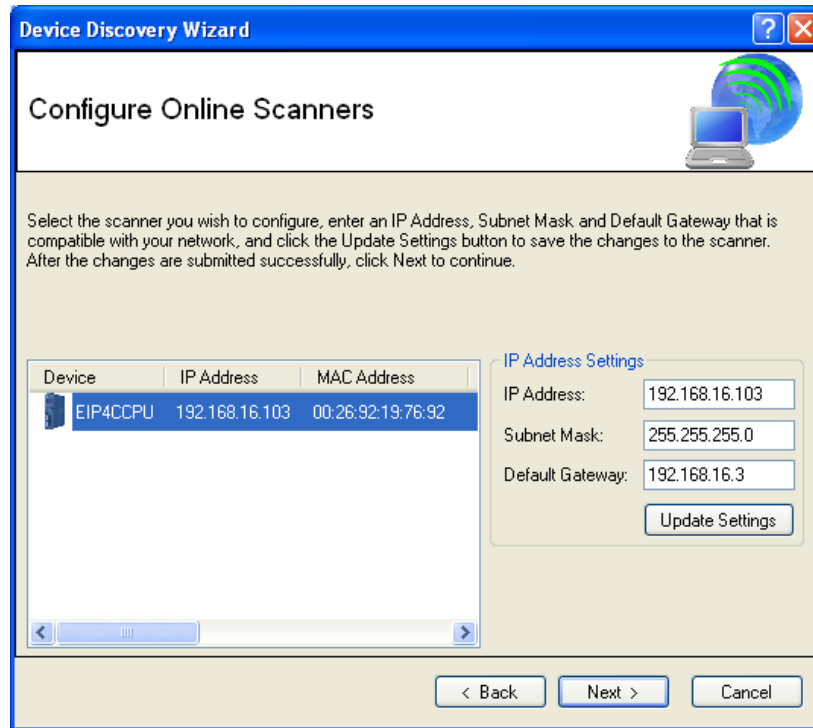 Device Discovery Wizard
Configure Online Scanners
Select the scanner you wish to configure, enter an IP Address, Subnet Mask and Default Gateway that is
compatible with your network, and click the Update Settings button to save the changes to the scanner.
After the changes are submitted successfully, click Next to continue.
Device IP Address MAC Address
EIP4CCPU 192.168.16.103 00:26:92:19:76:92
IP Address Settings
IP Address: 192.168.16.103
Subnet Mask: 255.255.255.0
Default Gateway: 192.168.16.3
Update Settings
< Back Next > Cancel